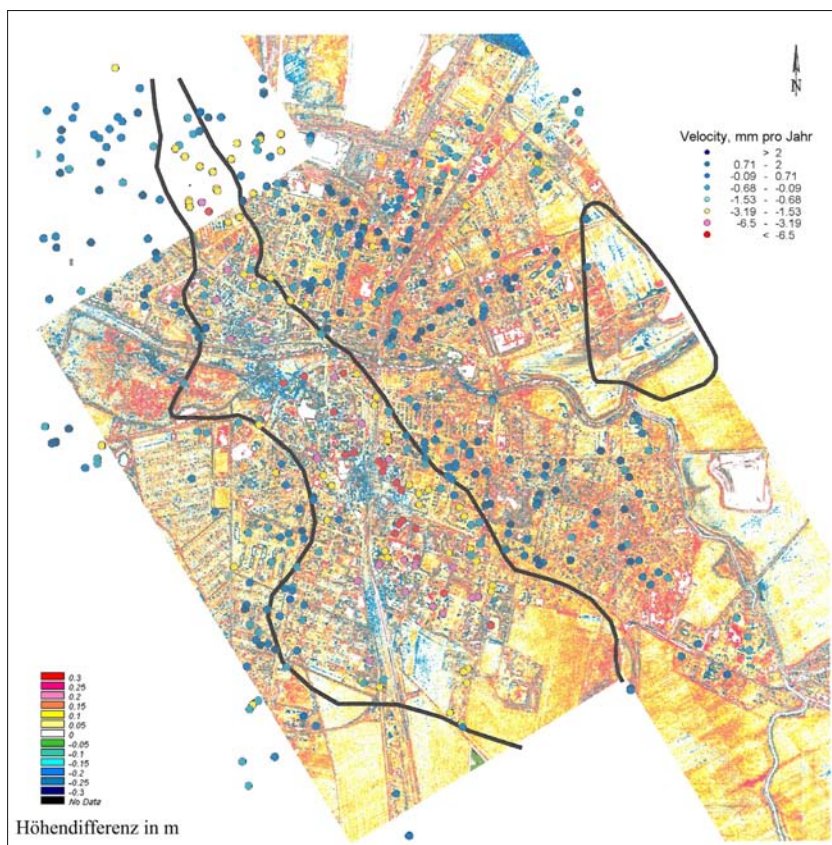 N
Velocity, mm pro Jahr
> 2
0.71 - 2
-0.09 - 0.71
-0.68 - -0.09
-1.53 - -0.68
-3.19 - -1.53
-6.5 - -3.19
< -6.5
0.3
0.25
0.2
0.15
0.1
0.05
0
-0.05
-0.1
-0.15
-0.2
-0.25
-0.3
No Data
Höhendifferenz in m